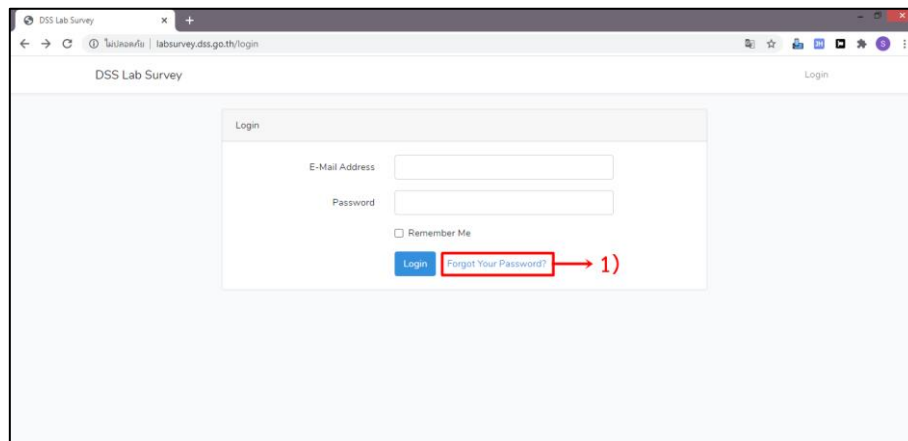 DSS Lab Survey
ไม่ปลอดภัย | labsurvey.dss.go.th/login
DSS Lab Survey
Login
Login
E-Mail Address
Password
Remember Me
Login
Forgot Your Password?
1)